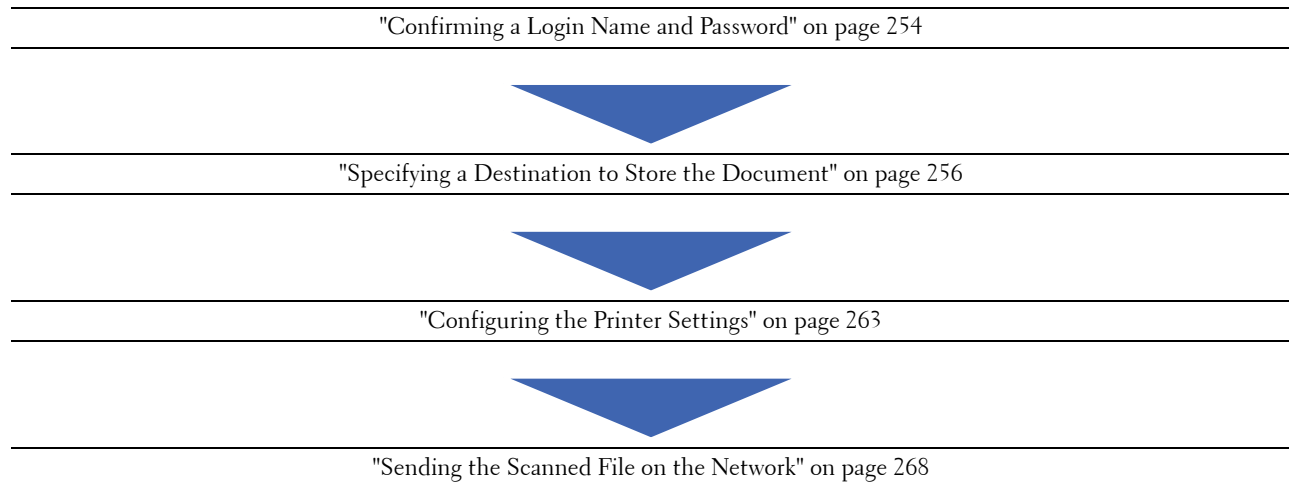 "Confirming a Login Name and Password" on page 254
"Specifying a Destination to Store the Document" on page 256
"Configuring the Printer Settings" on page 263
"Sending the Scanned File on the Network" on page 268